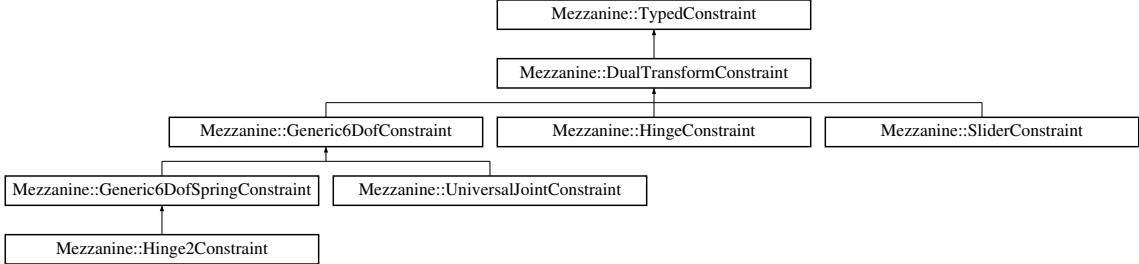 Mezzanine::TypedConstraint
Mezzanine::DualTransformConstraint
Mezzanine::Generic6DofConstraint
Mezzanine::HingeConstraint
Mezzanine::SliderConstraint
Mezzanine::Generic6DofSpringConstraint
Mezzanine::UniversalJointConstraint
Mezzanine::Hinge2Constraint